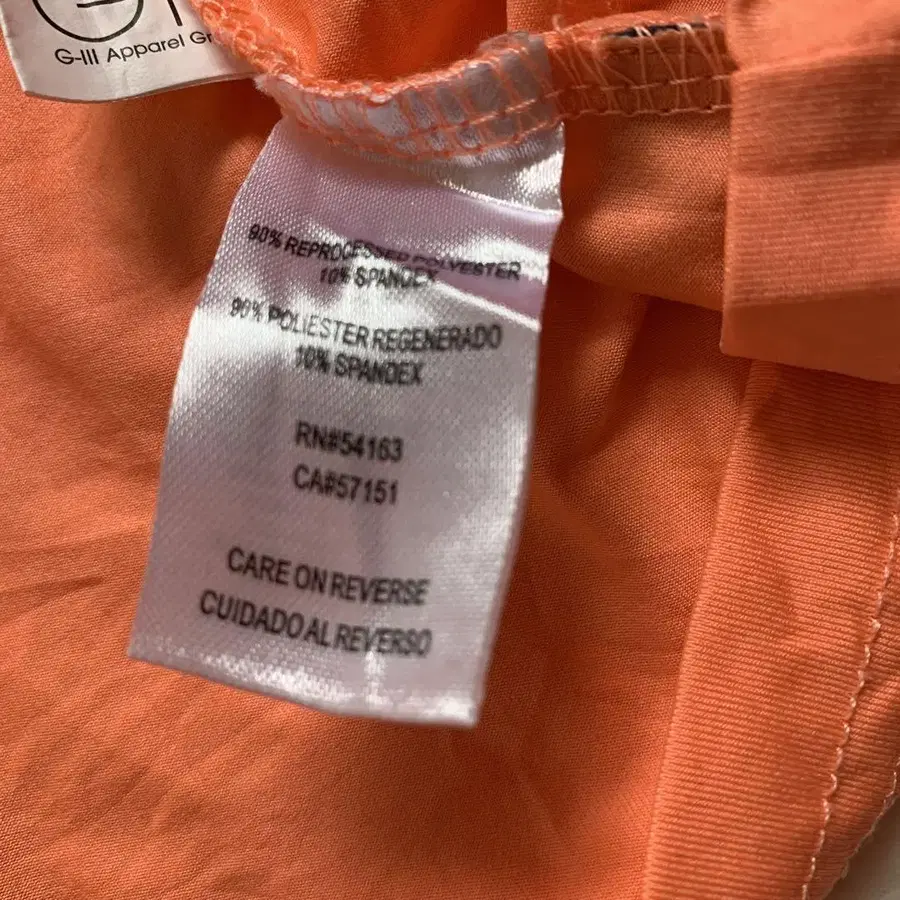 G-III Apparel Gr
90% REPROCESSED POLYESTER
10% SPANDEX
90% POLIESTER REGENERADO
10% SPANDEX
RN#54163
CA#57151
CARE ON REVERSE
CUIDADO AL REVERSO